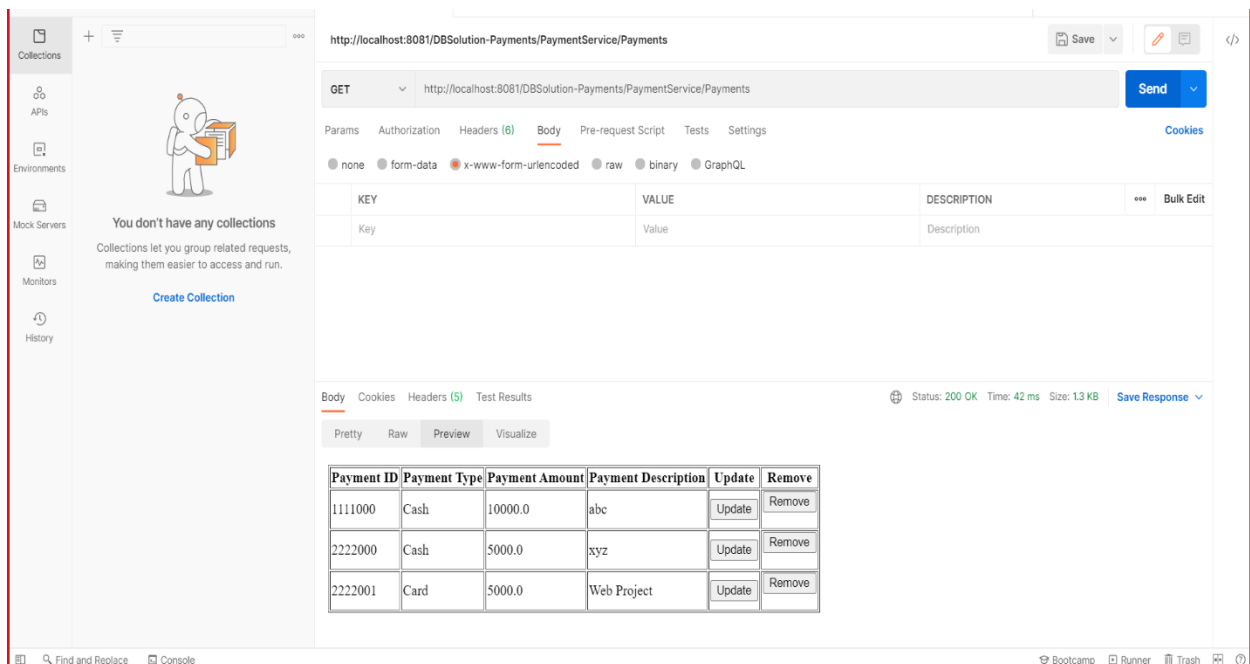 Collections
APIs
Environments
Mock Servers
Monitors
History
You don't have any collections
Collections let you group related requests,
making them easier to access and run.
Create Collection
http://localhost:8081/DBSolution-Payments/PaymentService/Payments
Save
GET http://localhost:8081/DBSolution-Payments/PaymentService/Payments Send
Params Authorization Headers (6) Body Pre-request Script Tests Settings Cookies
none form-data x-www-form-urlencoded raw binary GraphQL
KEY VALUE DESCRIPTION Bulk Edit
Key Value Description
Body Cookies Headers (5) Test Results Status: 200 OK Time: 42 ms Size: 1.3 KB Save Response
Pretty Raw Preview Visualize
Payment ID Payment Type Payment Amount Payment Description Update Remove
1111000 Cash 10000.0 abc Update Remove
2222000 Cash 5000.0 xyz Update Remove
2222001 Card 5000.0 Web Project Update Remove
Find and Replace Console Bootcamp Runner Trash